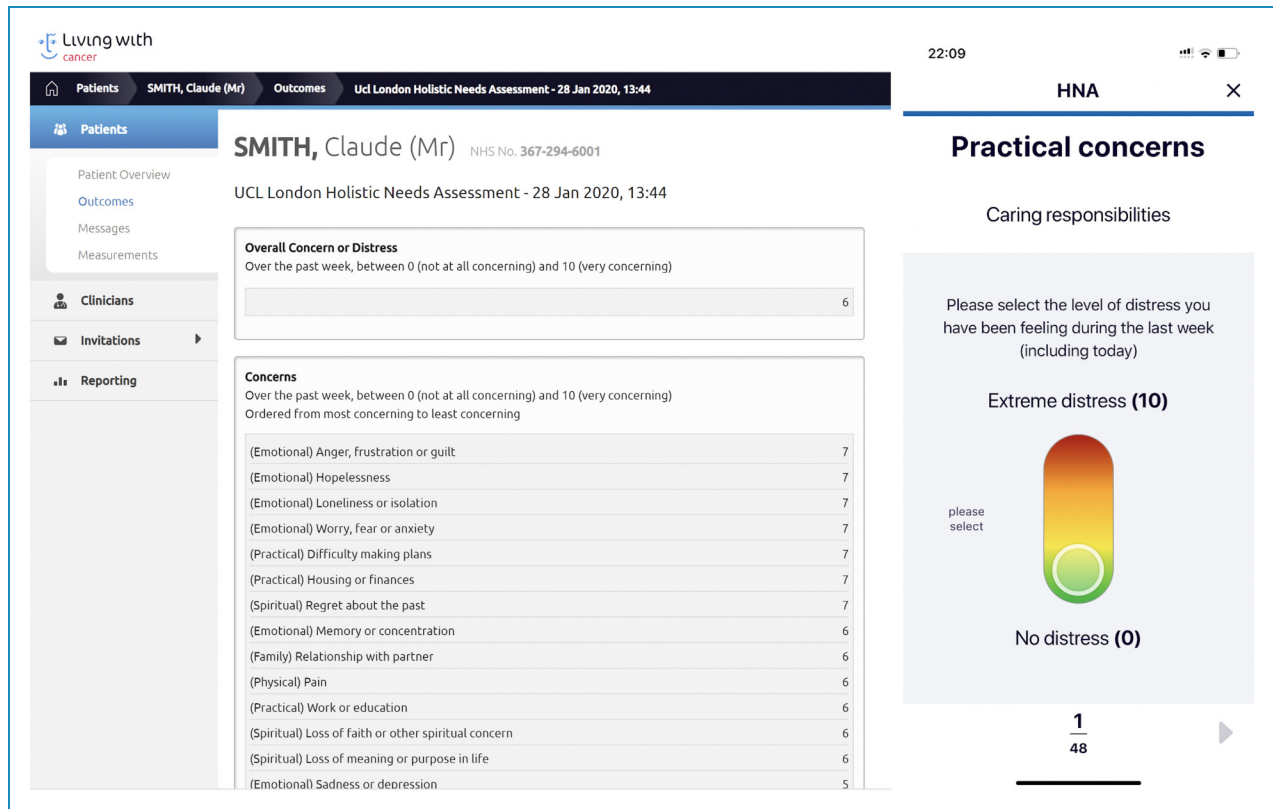 Living with
cancer
Patients SMITH, Claude (Mr) Outcomes Ucl London Holistic Needs Assessment - 28 Jan 2020, 13:44
Patients
Patient Overview
Outcomes
Messages
Measurements
Clinicians
Invitations
Reporting
SMITH, Claude (Mr) NHS No. 367-294-6001
UCL London Holistic Needs Assessment - 28 Jan 2020, 13:44
Overall Concern or Distress
Over the past week, between 0 (not at all concerning) and 10 (very concerning)
6
Concerns
Over the past week, between 0 (not at all concerning) and 10 (very concerning)
Ordered from most concerning to least concerning
(Emotional) Anger, frustration or guilt 7
(Emotional) Hopelessness 7
(Emotional) Loneliness or isolation 7
(Emotional) Worry, fear or anxiety 7
(Practical) Difficulty making plans 7
(Practical) Housing or finances 7
(Spiritual) Regret about the past 7
(Emotional) Memory or concentration 6
(Family) Relationship with partner 6
(Physical) Pain 6
(Practical) Work or education 6
(Spiritual) Loss of faith or other spiritual concern 6
(Spiritual) Loss of meaning or purpose in life 6
(Emotional) Sadness or depression 5
22:09
HNA
Practical concerns
Caring responsibilities
Please select the level of distress you
have been feeling during the last week
(including today)
Extreme distress (10)
please
select
No distress (0)
1
48